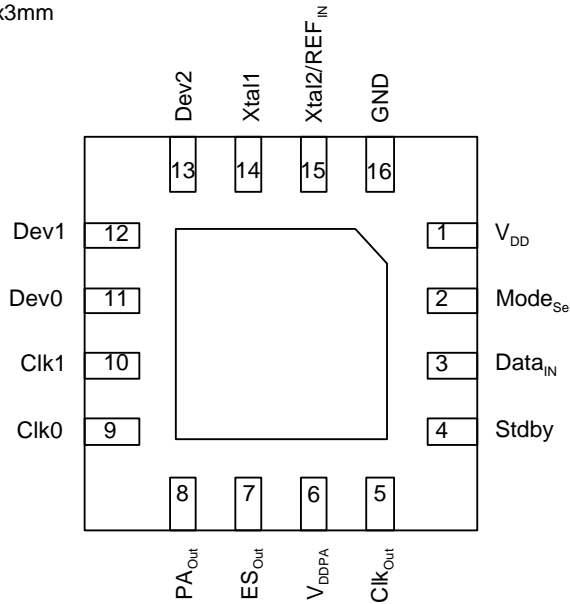 x3mm
Dev2
Xtal1
Xtal2/REF_IN
GND
13
14
15
16
Dev1 12
1 V_DD
Dev0 11
2 Mode_Se
Clk1 10
3 Data_IN
Clk0 9
4 Stdby
8
7
6
5
PA_Out
ES_Out
V_DDPA
Clk_Out